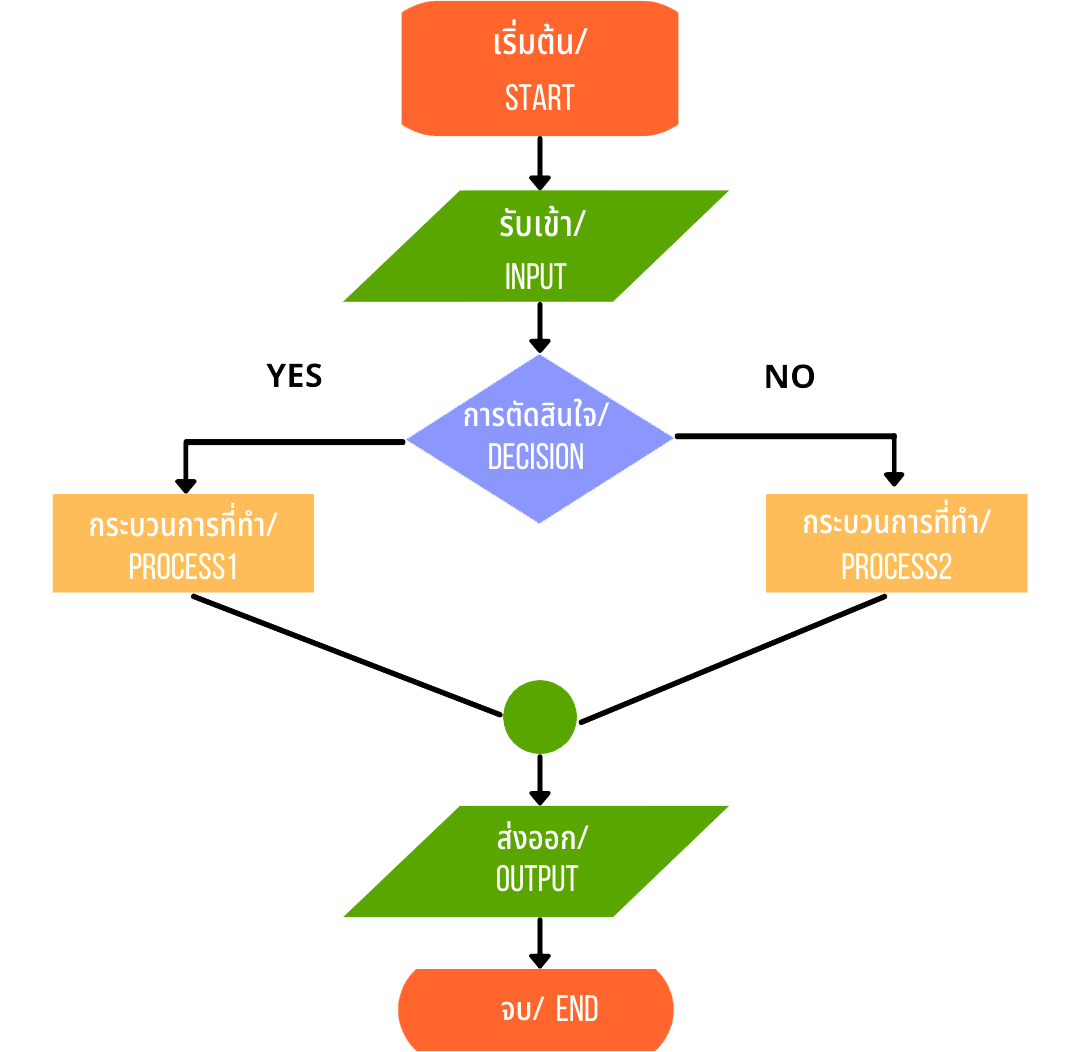 เริ่มต้น/
START
รับเข้า/
INPUT
YES
NO
การตัดสินใจ/
DECISION
กระบวนการที่ทำ/
PROCESS1
กระบวนการที่ทำ/
PROCESS2
ส่งออก/
OUTPUT
จบ/ END